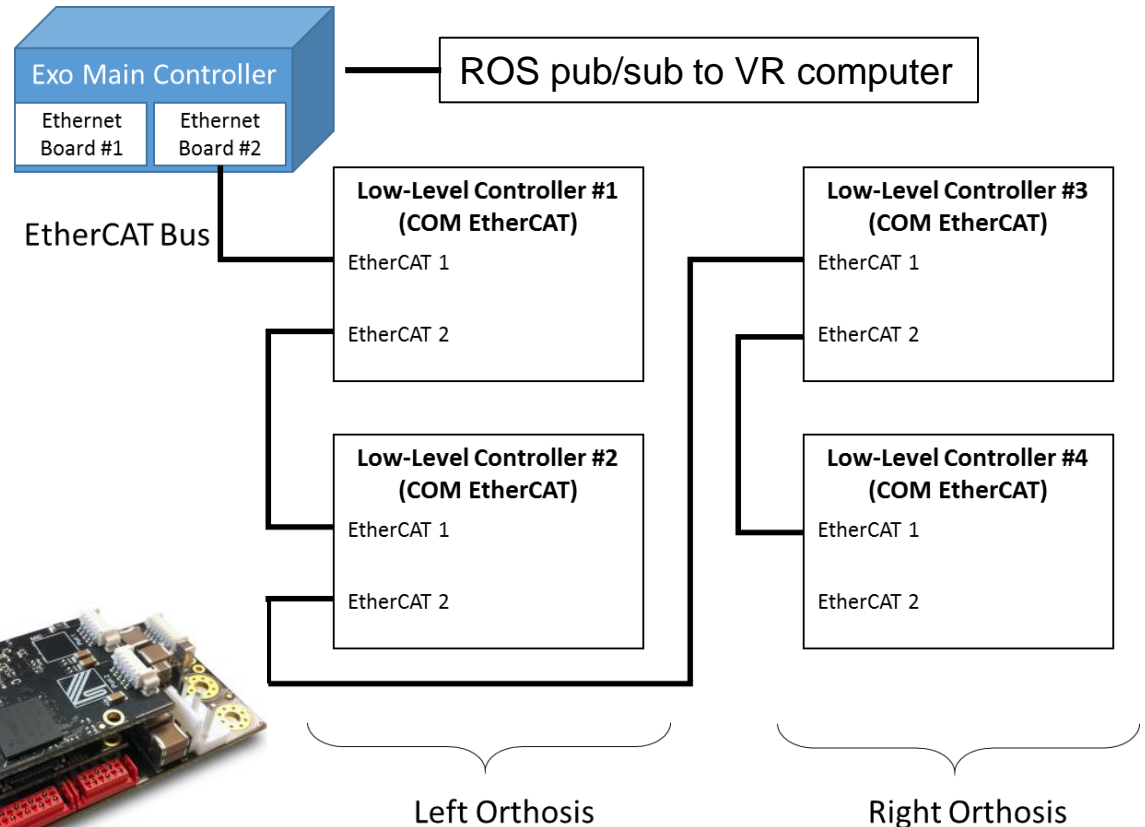 Exo Main Controller
Ethernet
Board #1
Ethernet
Board #2
ROS pub/sub to VR computer
EtherCAT Bus
Low-Level Controller #1
(COM EtherCAT)
EtherCAT 1
EtherCAT 2
Low-Level Controller #2
(COM EtherCAT)
EtherCAT 1
EtherCAT 2
Low-Level Controller #3
(COM EtherCAT)
EtherCAT 1
EtherCAT 2
Low-Level Controller #4
(COM EtherCAT)
EtherCAT 1
EtherCAT 2
Left Orthosis
Right Orthosis